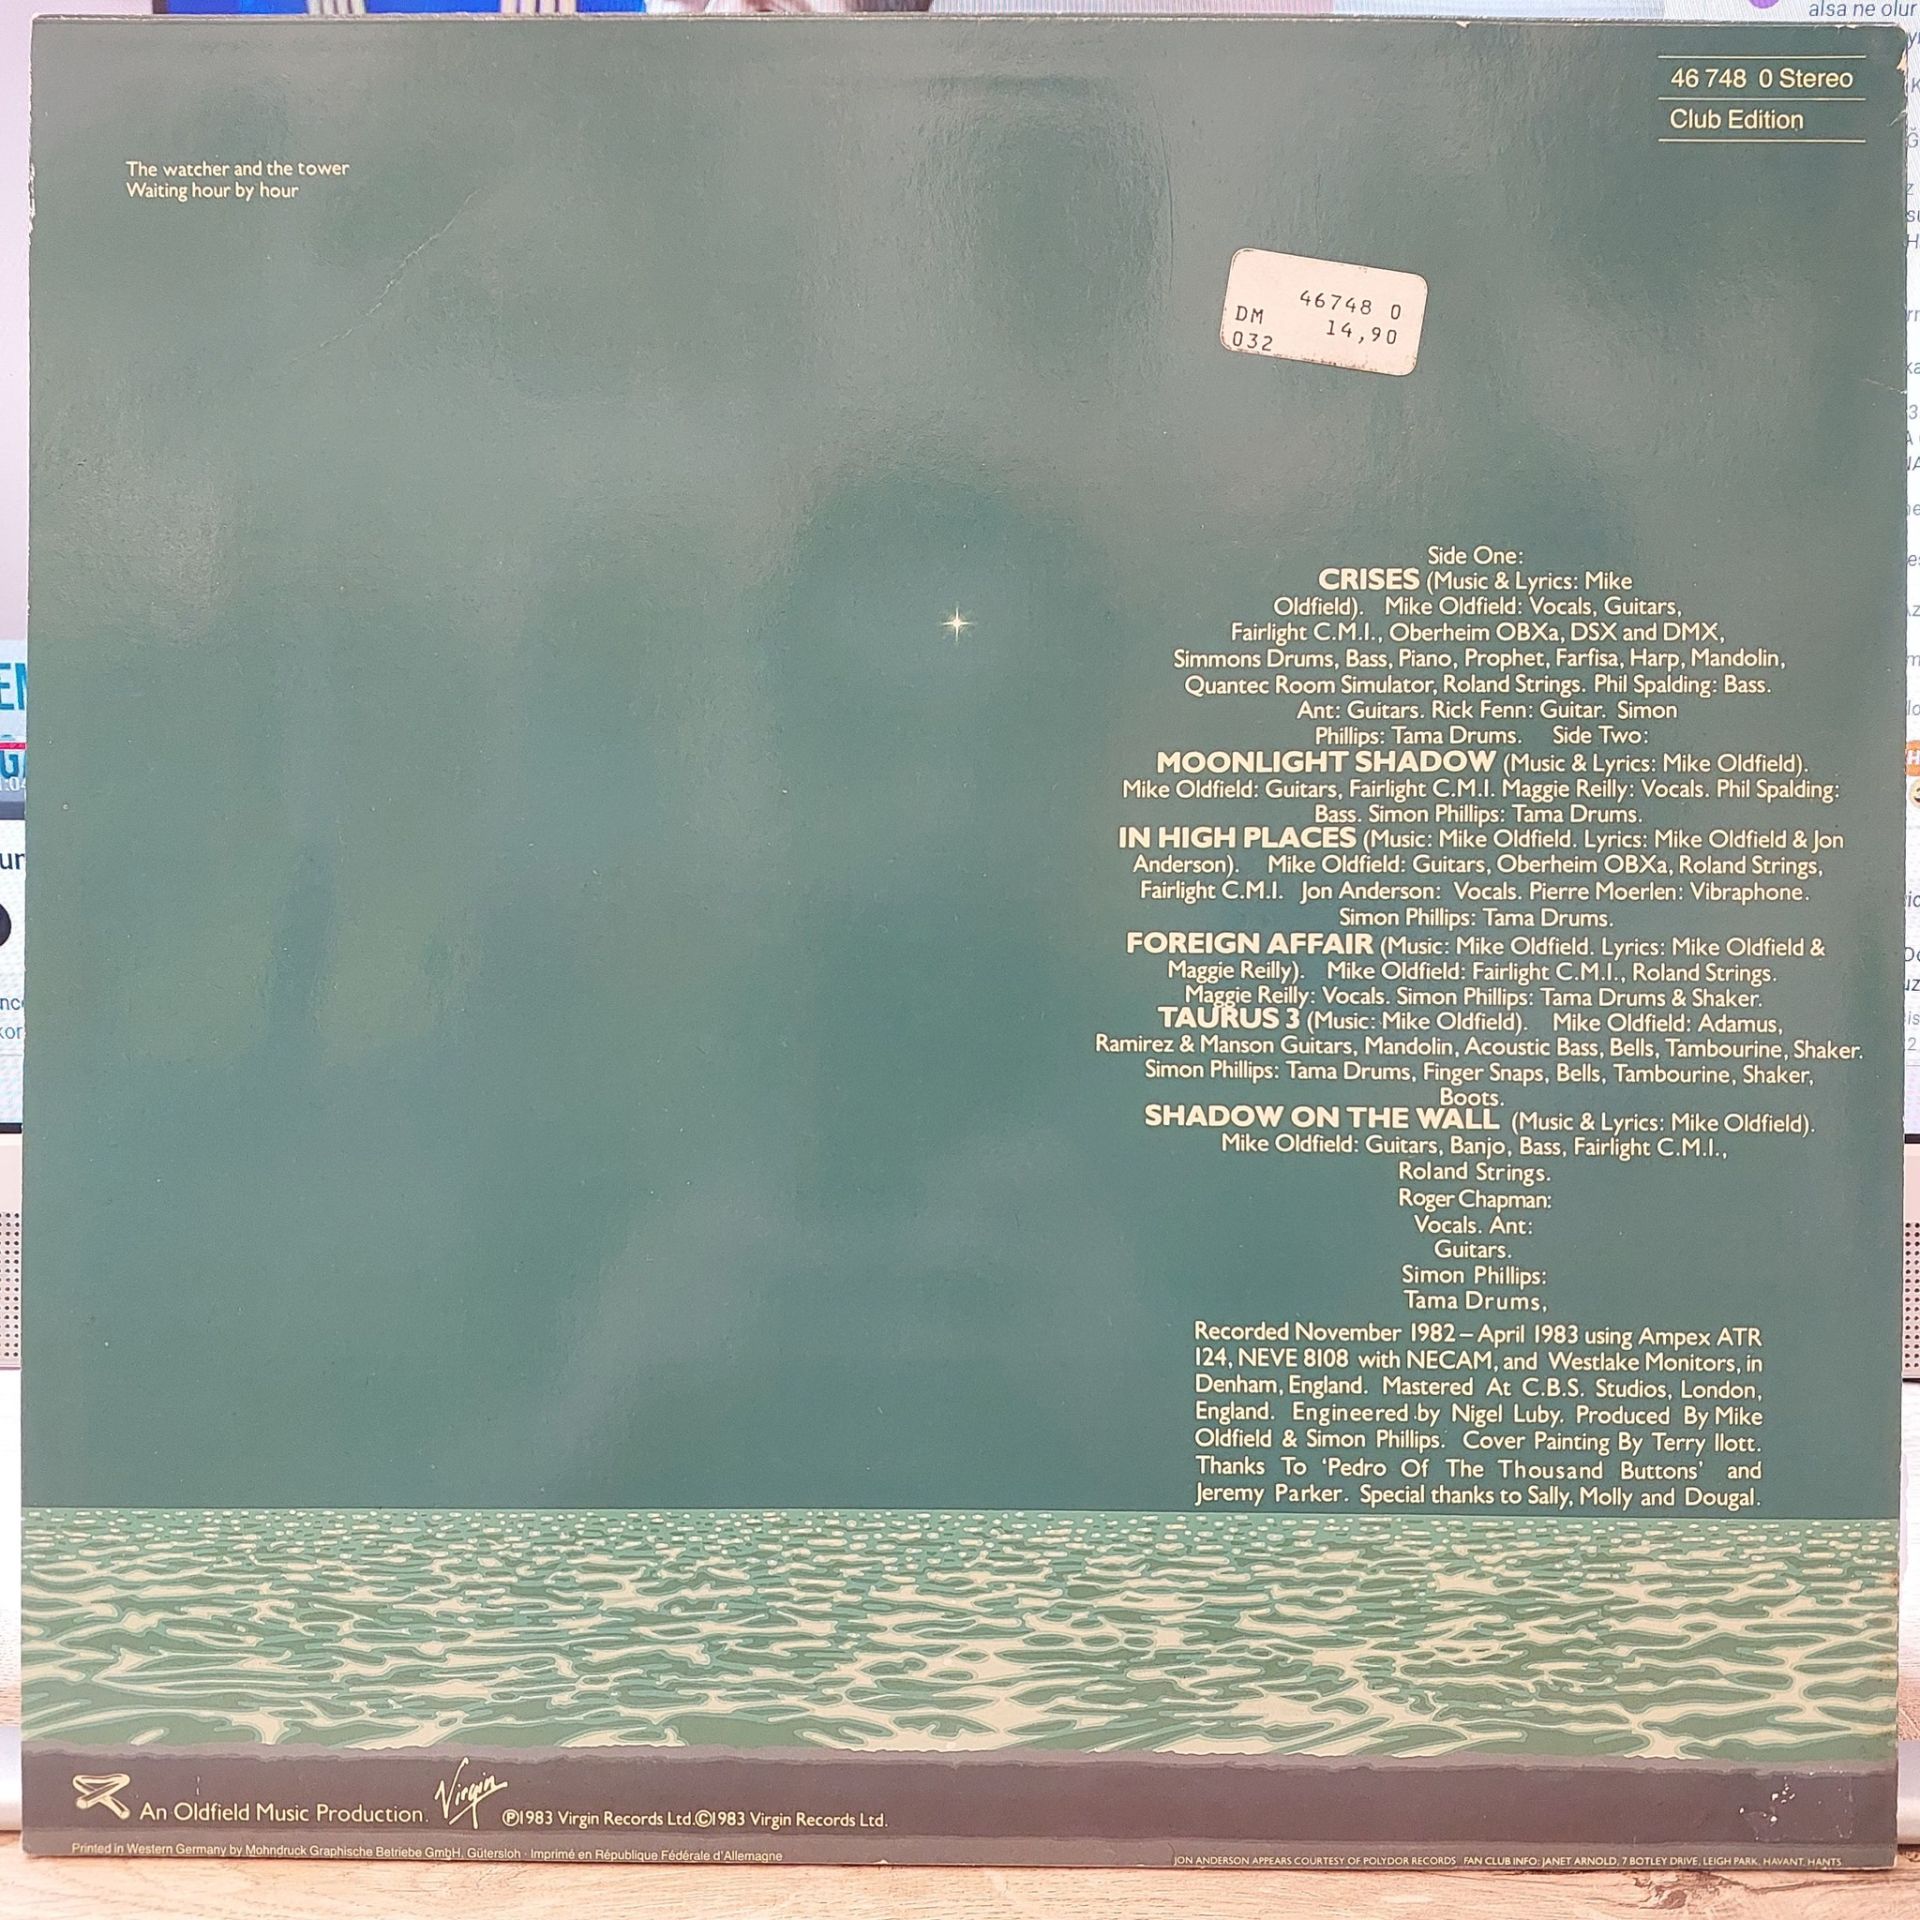 alsa ne olur
46 748 0 Stereo
Club Edition
The watcher and the tower
Waiting hour by hour
46748 0
DM 14,90
032
Side One:
CRISES (Music & Lyrics: Mike
Oldfield). Mike Oldfield: Vocals, Guitars,
Fairlight C.M.I., Oberheim OBXa, DSX and DMX,
Simmons Drums, Bass, Piano, Prophet, Farfisa, Harp, Mandolin,
Quantec Room Simulator, Roland Strings. Phil Spalding: Bass.
Ant: Guitars. Rick Fenn: Guitar. Simon
Phillips: Tama Drums. Side Two:
MOONLIGHT SHADOW (Music & Lyrics: Mike Oldfield).
Mike Oldfield: Guitars, Fairlight C.M.I. Maggie Reilly: Vocals. Phil Spalding:
Bass. Simon Phillips: Tama Drums.
IN HIGH PLACES (Music: Mike Oldfield. Lyrics: Mike Oldfield & Jon
Anderson). Mike Oldfield: Guitars, Oberheim OBXa, Roland Strings,
Fairlight C.M.I. Jon Anderson: Vocals. Pierre Moerlen: Vibraphone.
Simon Phillips: Tama Drums.
FOREIGN AFFAIR (Music: Mike Oldfield. Lyrics: Mike Oldfield &
Maggie Reilly). Mike Oldfield: Fairlight C.M.I., Roland Strings.
Maggie Reilly: Vocals. Simon Phillips: Tama Drums & Shaker.
TAURUS 3 (Music: Mike Oldfield). Mike Oldfield: Adamus,
Ramirez & Manson Guitars, Mandolin, Acoustic Bass, Bells, Tambourine, Shaker.
Simon Phillips: Tama Drums, Finger Snaps, Bells, Tambourine, Shaker,
Boots.
SHADOW ON THE WALL (Music & Lyrics: Mike Oldfield).
Mike Oldfield: Guitars, Banjo, Bass, Fairlight C.M.I.,
Roland Strings.
Roger Chapman:
Vocals. Ant:
Guitars.
Simon Phillips:
Tama Drums,
Recorded November 1982 – April 1983 using Ampex ATR
124, NEVE 8108 with NECAM, and Westlake Monitors, in
Denham, England. Mastered At C.B.S. Studios, London,
England. Engineered by Nigel Luby. Produced By Mike
Oldfield & Simon Phillips. Cover Painting By Terry Ilott.
Thanks To 'Pedro Of The Thousand Buttons' and
Jeremy Parker. Special thanks to Sally, Molly and Dougal.
An Oldfield Music Production. Virgin ℗1983 Virgin Records Ltd.©1983 Virgin Records Ltd.
Printed in Western Germany by Mohndruck Graphische Betriebe GmbH, Gütersloh · Imprimé en République Fédérale d'Allemagne
JON ANDERSON APPEARS COURTESY OF POLYDOR RECORDS FAN CLUB INFO: JANET ARNOLD, 7 BOTLEY DRIVE, LEIGH PARK, HAVANT, HANTS